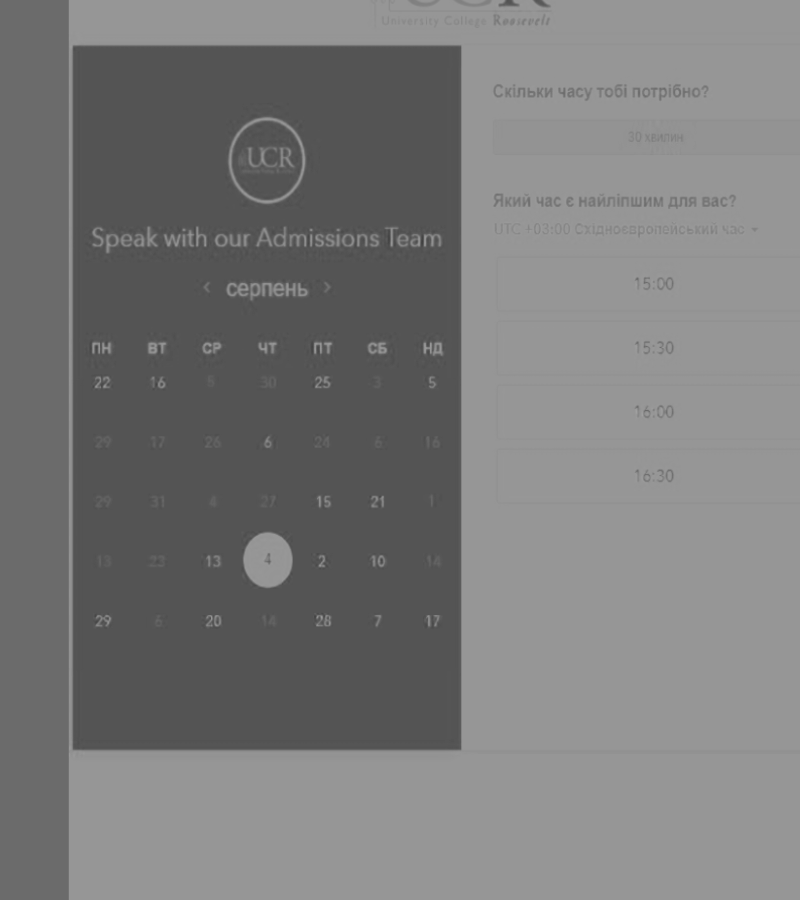 UCR
University College Roosevelt
UCR
Speak with our Admissions Team
< серпень >
ПН ВТ СР ЧТ ПТ СБ НД
22 16 9 30 25 3 5
29 17 26 6 24 6 16
29 31 4 27 15 21 1
13 23 13 4 2 10 14
29 6 20 14 28 7 17
Скільки часу тобі потрібно?
30 хвилин
Який час є найліпшим для вас?
UTC +03:00 Східноєвропейський час
15:00
15:30
16:00
16:30